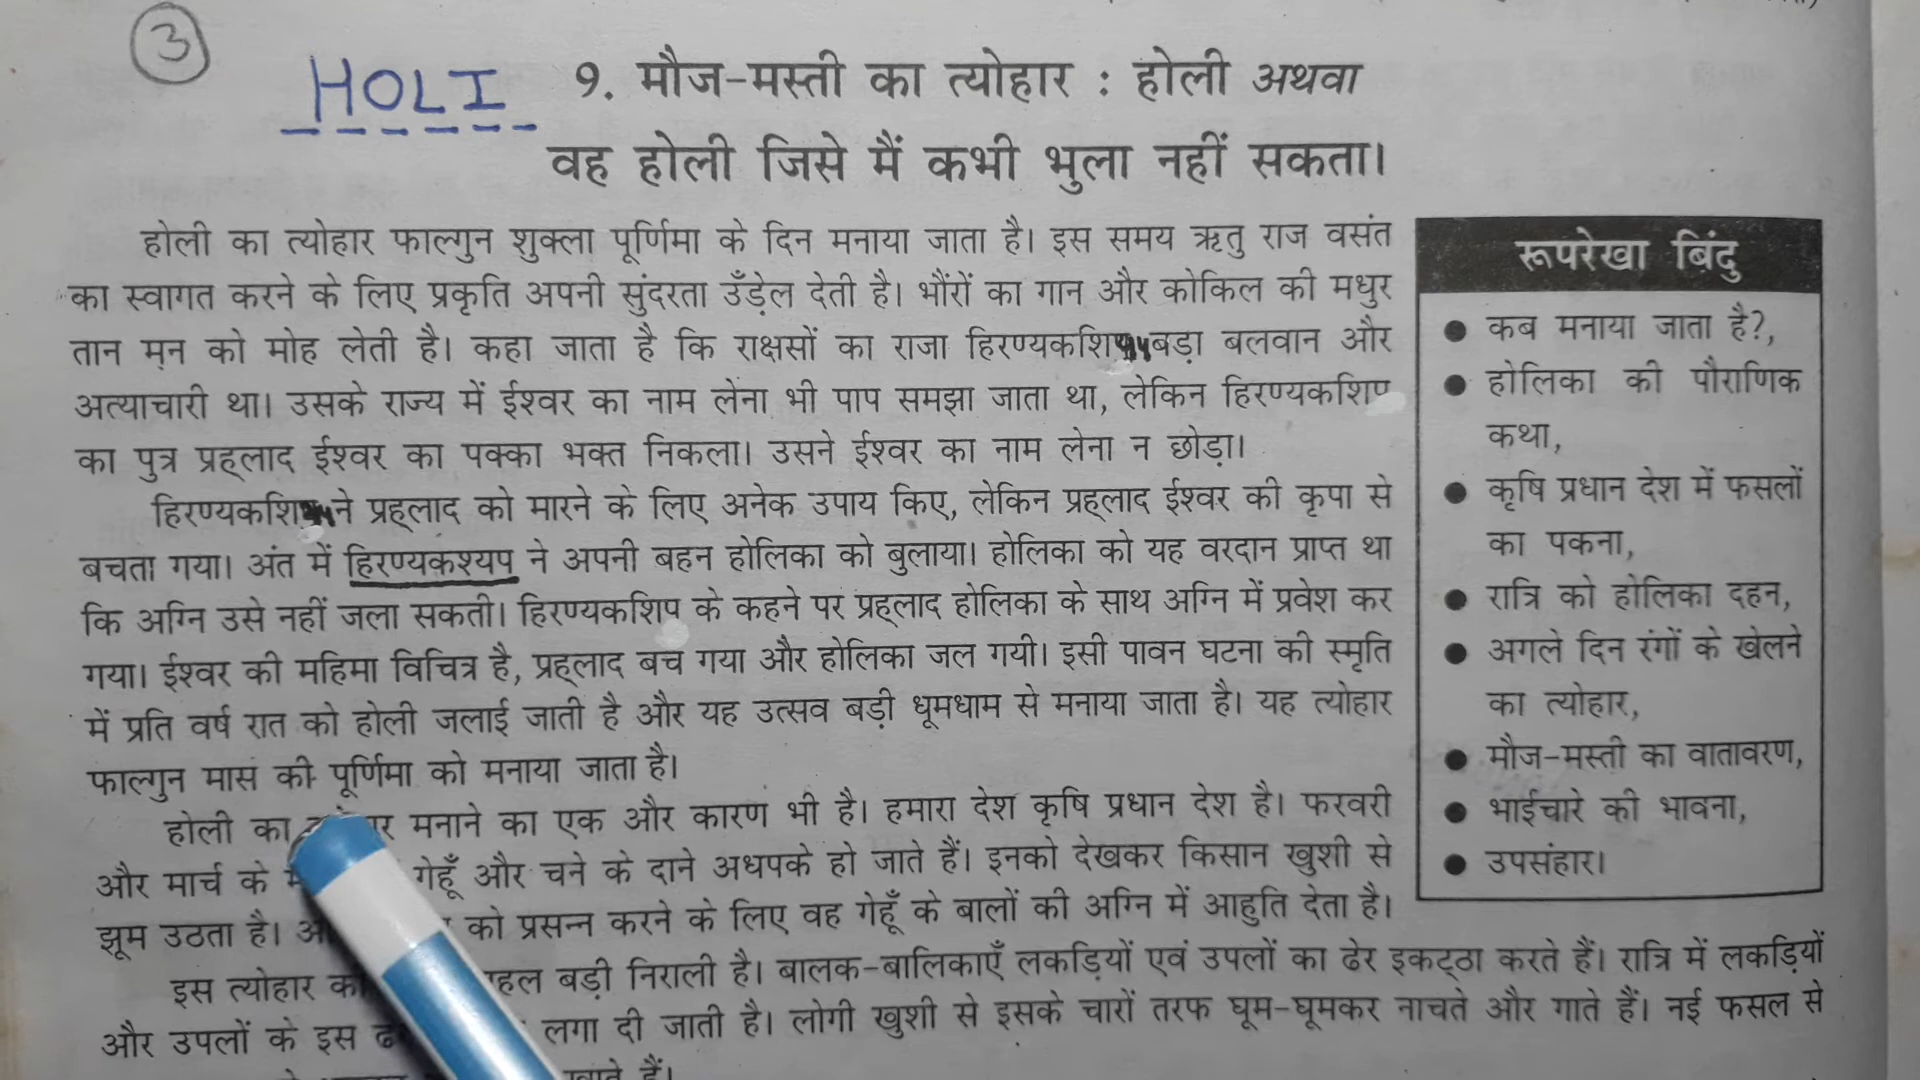 3
HOLI
9. मौज-मस्ती का त्योहार : होली अथवा
वह होली जिसे मैं कभी भुला नहीं सकता।
होली का त्योहार फाल्गुन शुक्ला पूर्णिमा के दिन मनाया जाता है। इस समय ऋतु राज वसंत
का स्वागत करने के लिए प्रकृति अपनी सुंदरता उँड़ेल देती है। भौंरों का गान और कोकिल की मधुर
तान मन को मोह लेती है। कहा जाता है कि राक्षसों का राजा बड़ा बलवान और
अत्याचारी था। उसके राज्य में ईश्वर का नाम लेना भी पाप समझा जाता था, लेकिन हिरण्यकशिप
का पुत्र प्रह्लाद ईश्वर का पक्का भक्त निकला। उसने ईश्वर का नाम लेना न छोड़ा।
ने प्रह्लाद को मारने के लिए अनेक उपाय किए, लेकिन प्रह्लाद ईश्वर की कृपा से
बचता गया। अंत में हिरण्यकश्यप ने अपनी बहन होलिका को बुलाया। होलिका को यह वरदान प्राप्त था
कि अग्नि उसे नहीं जला सकती। हिरण्यकशिप के कहने पर प्रह्लाद होलिका के साथ अग्नि में प्रवेश कर
गया। ईश्वर की महिमा विचित्र है, प्रह्लाद बच गया और होलिका जल गयी। इसी पावन घटना की स्मृति
में प्रति वर्ष रात को होली जलाई जाती है और यह उत्सव बड़ी धूमधाम से मनाया जाता है। यह त्योहार
फाल्गुन मास की पूर्णिमा को मनाया जाता है।
होली का मनाने का एक और कारण भी है। हमारा देश कृषि प्रधान देश है। फरवरी
और मार्च के गेहूँ और चने के दाने अधपके हो जाते हैं। इनको देखकर किसान खुशी से
झूम उठता है। को प्रसन्न करने के लिए वह गेहूँ के बालों की अग्नि में आहुति देता है।
इस त्योहार की बड़ी निराली है। बालक-बालिकाएँ लकड़ियों एवं उपलों का ढेर इकट्ठा करते हैं। रात्रि में लकड़ियों
और उपलों के इस लगा दी जाती है। लोगी खुशी से इसके चारों तरफ घूम-घूमकर नाचते और गाते हैं। नई फसल से
रूपरेखा बिंदु
● कब मनाया जाता है?,
● होलिका की पौराणिक
कथा,
● कृषि प्रधान देश में फसलों
का पकना,
● रात्रि को होलिका दहन,
● अगले दिन रंगों के खेलने
का त्योहार,
● मौज-मस्ती का वातावरण,
● भाईचारे की भावना,
● उपसंहार।